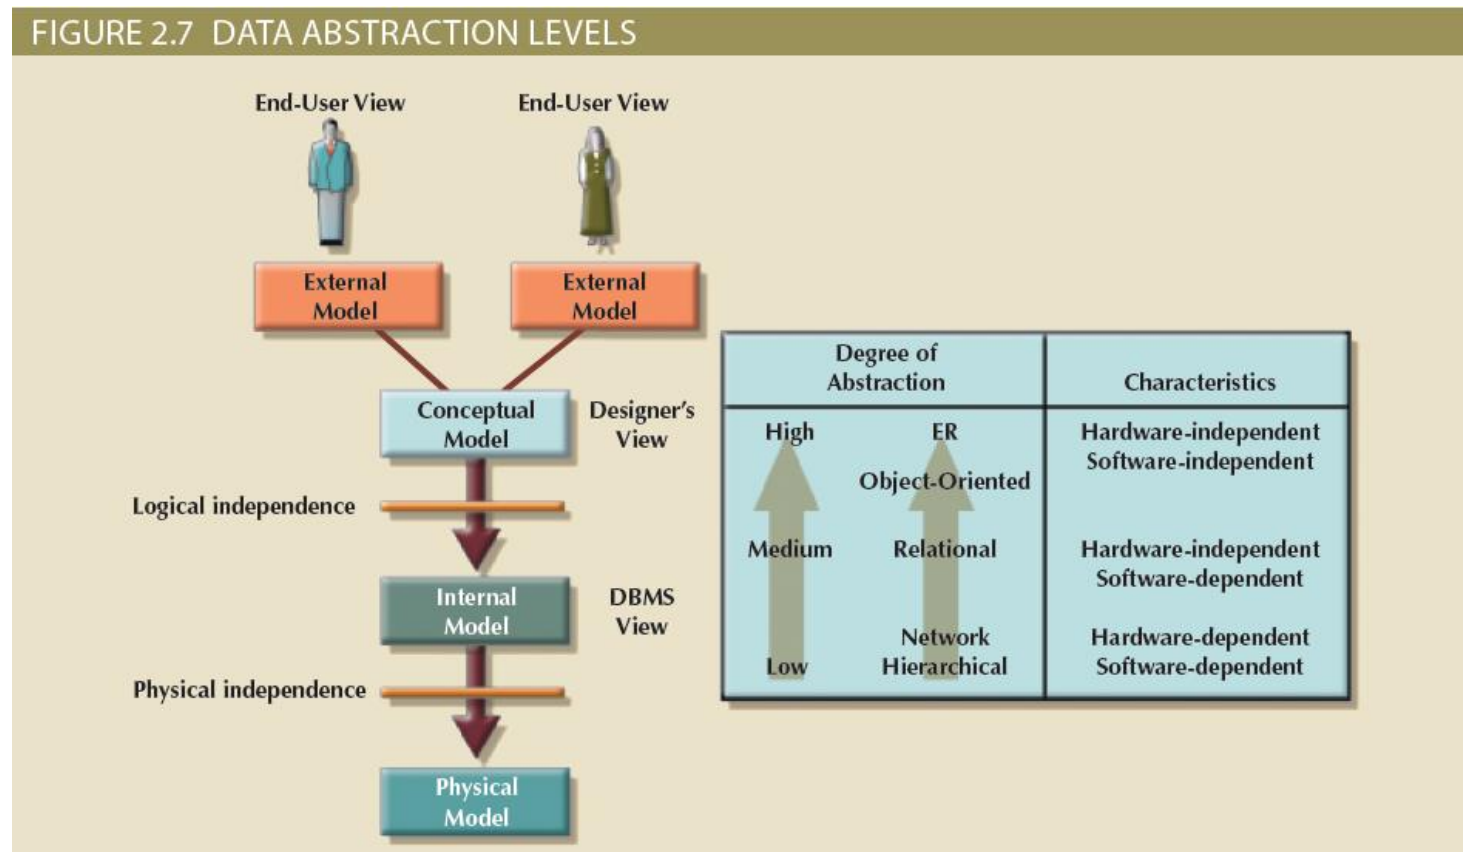 FIGURE 2.7 DATA ABSTRACTION LEVELS
End-User View
End-User View
External
Model
External
Model
Conceptual
Model
Designer's
View
Logical independence
Internal
Model
DBMS
View
Physical independence
Physical
Model
Degree of
Abstraction
Characteristics
High
ER
Hardware-independent
Software-independent
Object-Oriented
Medium
Relational
Hardware-independent
Software-dependent
Low
Network
Hierarchical
Hardware-dependent
Software-dependent